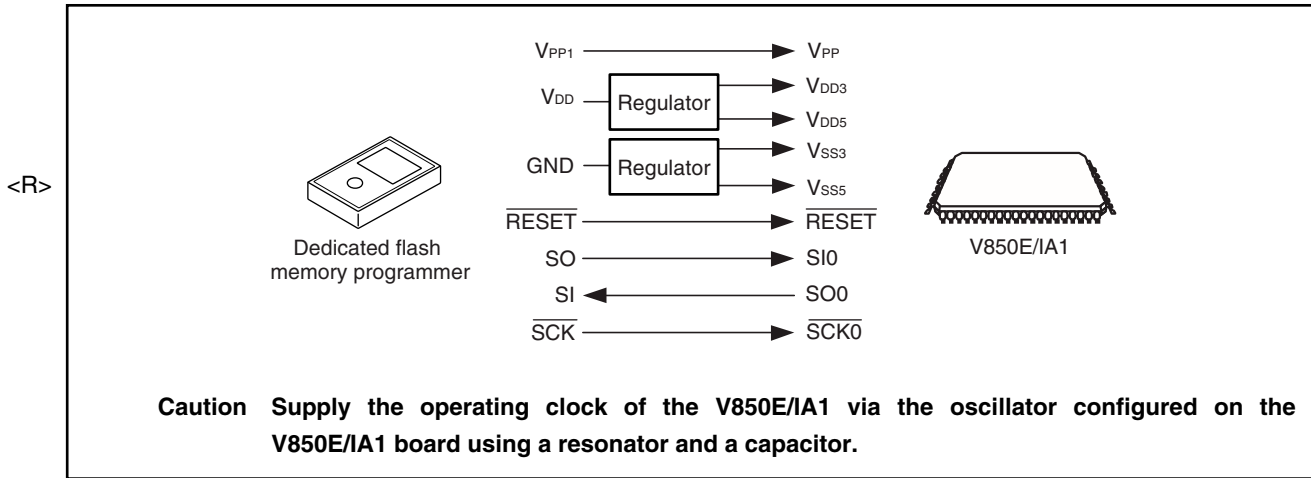 VPP1 VPP
VDD Regulator VDD3
VDD5
GND Regulator VSS3
VSS5
<R>
RESET RESET
SO SI0
SI SO0
SCK SCK0
Dedicated flash
memory programmer
V850E/IA1
Caution Supply the operating clock of the V850E/IA1 via the oscillator configured on the
V850E/IA1 board using a resonator and a capacitor.